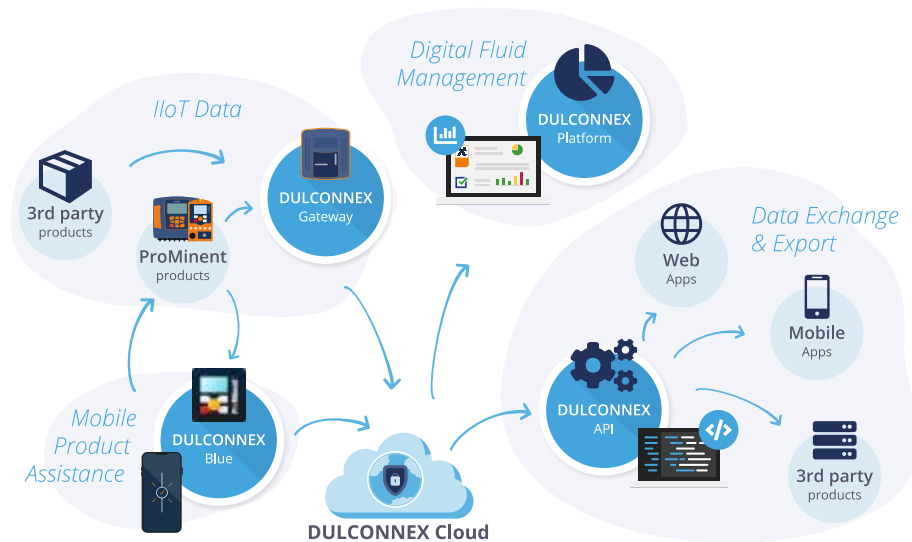 IIoT Data
3rd party
products
ProMinent
products
DULCONNEX
Gateway
Digital Fluid
Management
DULCONNEX
Platform
Mobile
Product
Assistance
DULCONNEX
Blue
DULCONNEX Cloud
Data Exchange
& Export
DULCONNEX
API
</>
Web
Apps
Mobile
Apps
3rd party
products